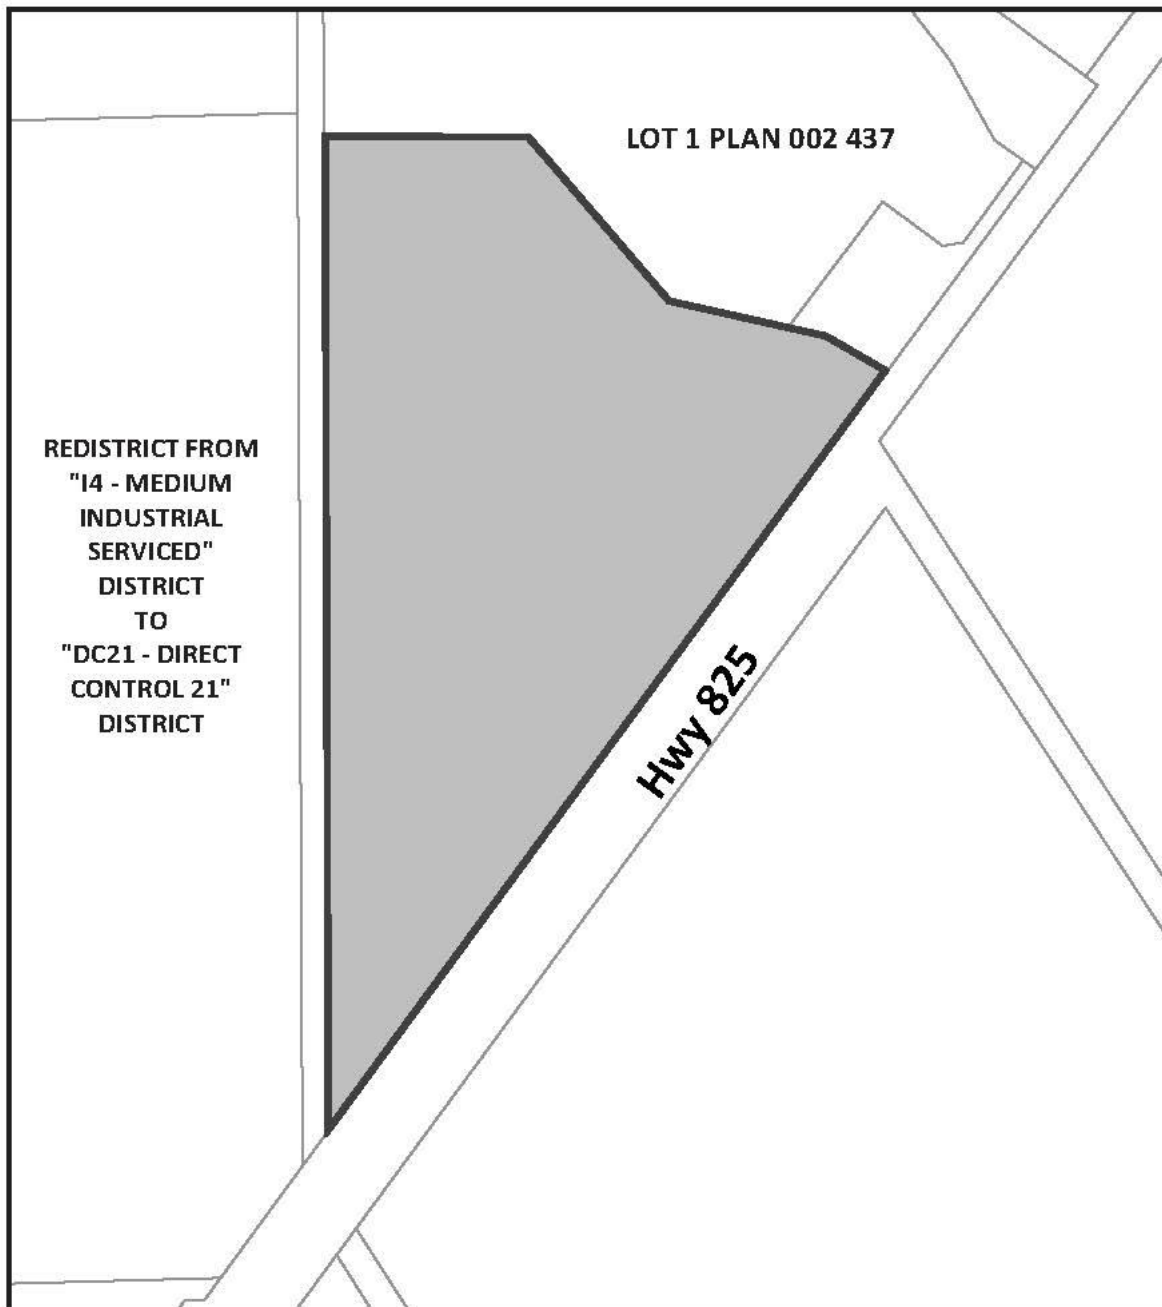 LOT 1 PLAN 002 437
REDISTRICT FROM
"I4 - MEDIUM
INDUSTRIAL
SERVICED"
DISTRICT
TO
"DC21 - DIRECT
CONTROL 21"
DISTRICT
Hwy 825